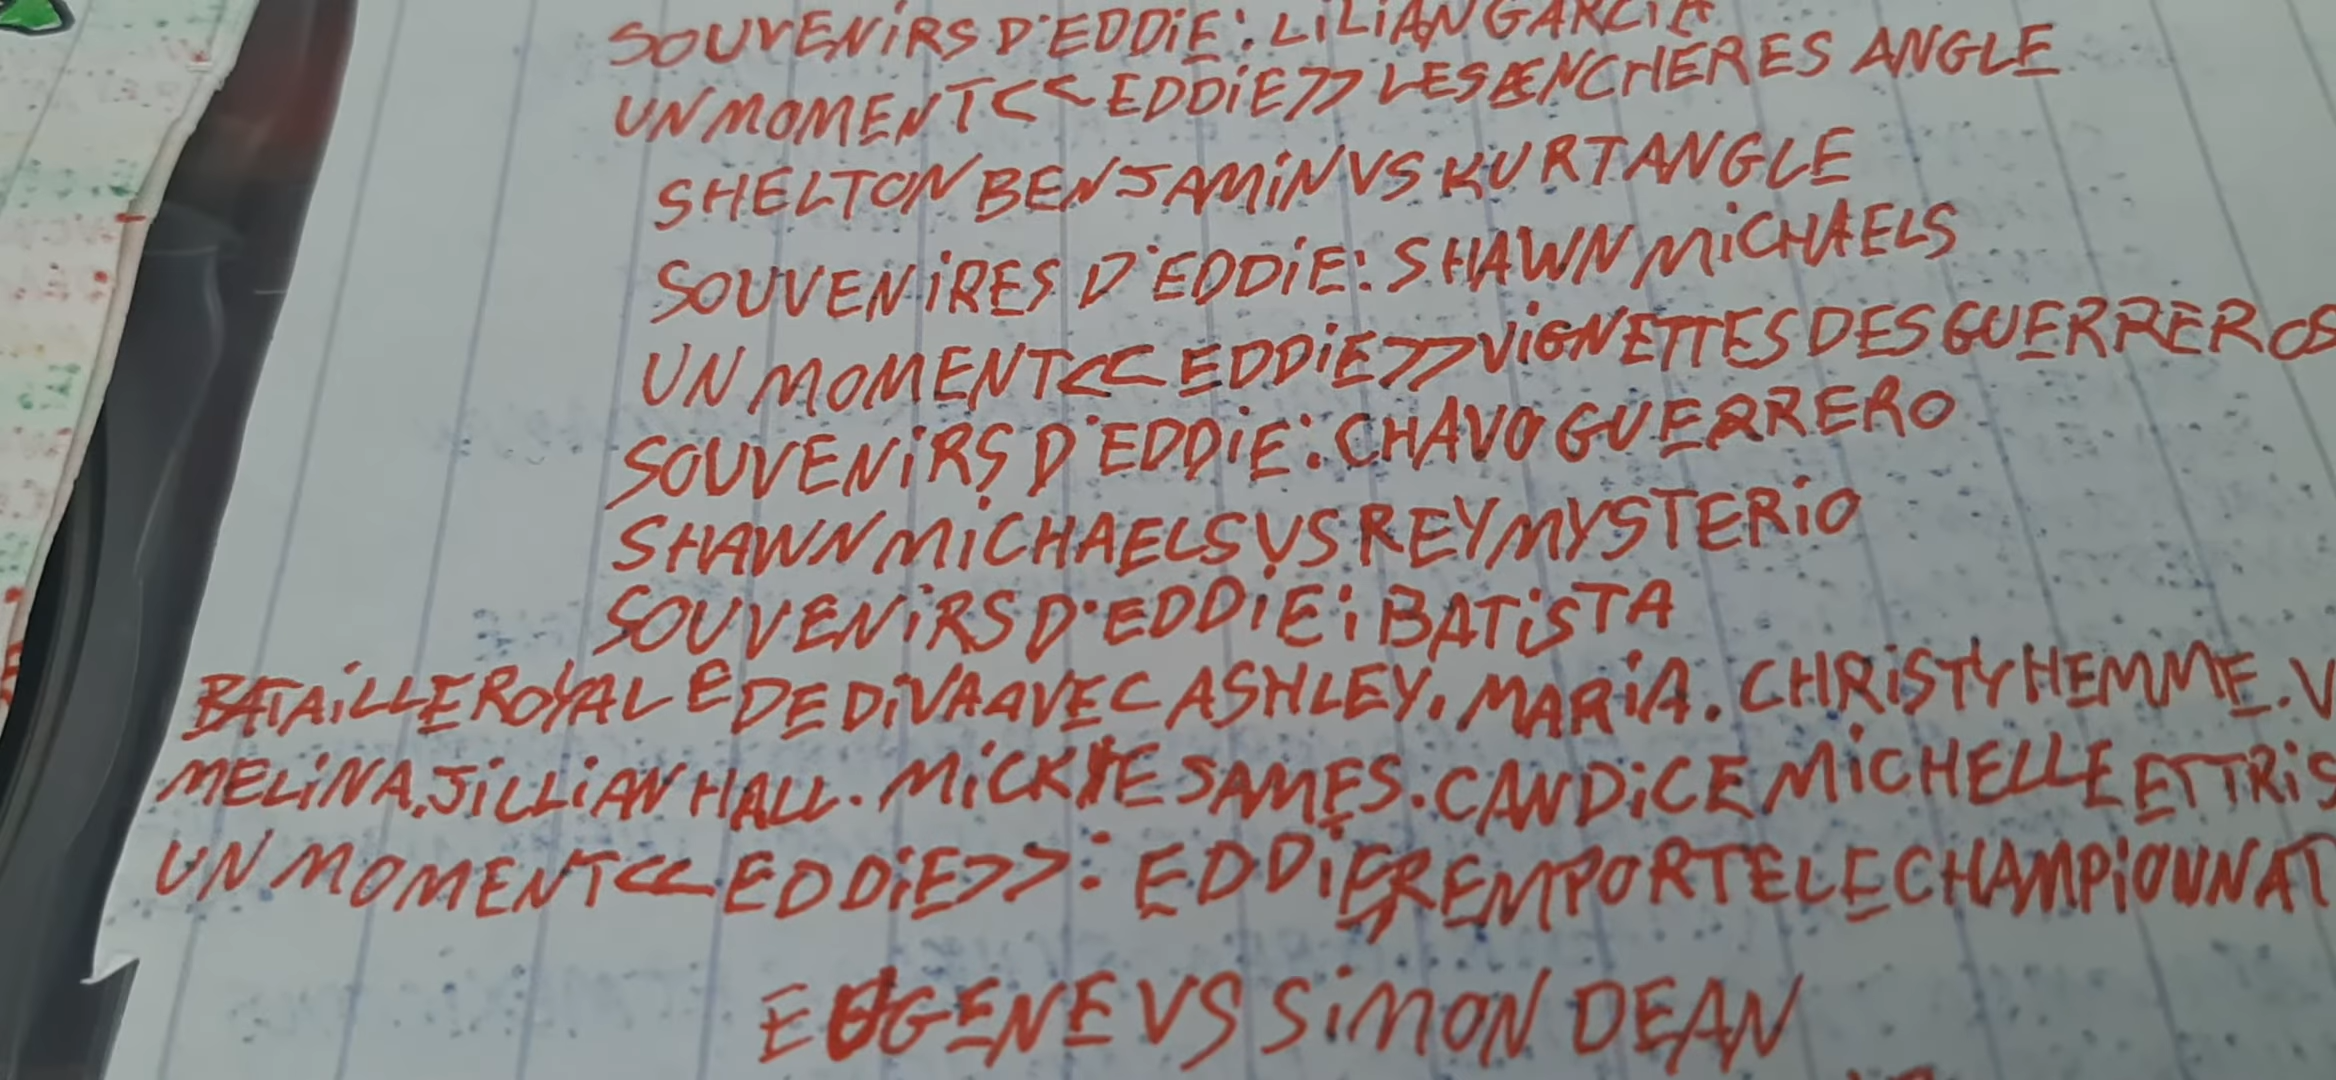 SOUVENiRS D'EDDiE: LiLiAN GARCiA
UN MOMENT << EDDiE >> LES ENCHERES ANGLE
SHELTON BENJAMiN VS KURT ANGLE
SOUVENiRES D'EDDiE: SHAWN MiCHAELS
UN MOMENT << EDDiE >> ViGNETTES DES GUERREROS
SOUVENiRS D'EDDiE: CHAVO GUERRERO
SHAWN MiCHAELS VS REY MYSTERiO
SOUVENiRS D'EDDiE: BATiSTA
BATAiLLE ROYALE DE DiVA AVEC ASHLEY. MARiA. CHRiSTY HEMME. V
MELiNA. JiLLiAN HALL. MiCKiE JAMES. CANDiCE MiCHELLE ET TRiS
UN MOMENT << EDDiE >>: EDDiE REMPORTE LE CHAMPiOUNAT
EUGENE VS SiMON DEAN